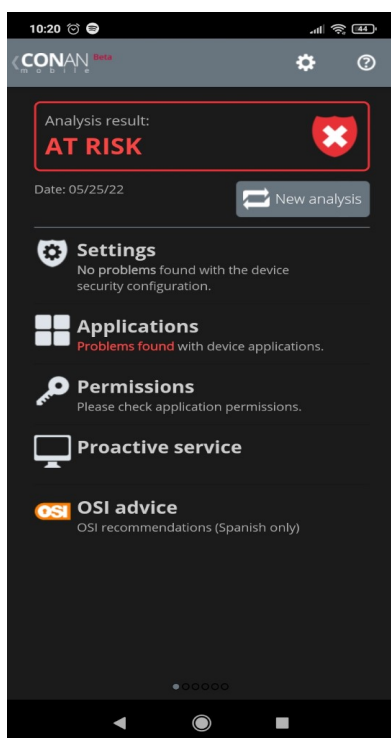 10:20
44
CONAN Beta
mobile
Analysis result:
AT RISK
Date: 05/25/22
New analysis
Settings
No problems found with the device
security configuration.
Applications
Problems found with device applications.
Permissions
Please check application permissions.
Proactive service
OSI OSI advice
OSI recommendations (Spanish only)